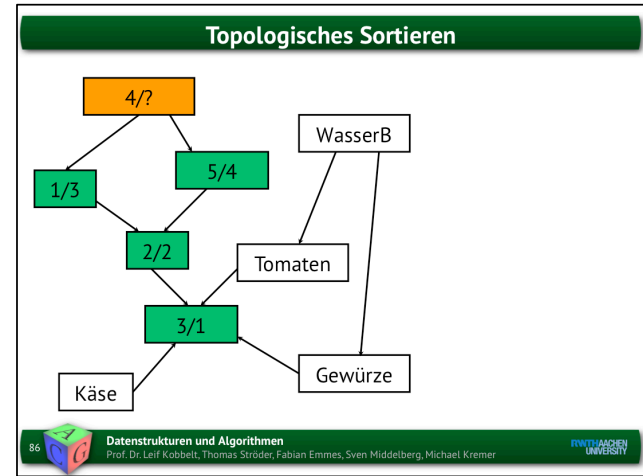 Topologisches Sortieren
4/?
WasserB
5/4
1/3
2/2
Tomaten
3/1
Gewürze
Käse
86
A
C
G
Datenstrukturen und Algorithmen
Prof. Dr. Leif Kobbelt, Thomas Ströder, Fabian Emmes, Sven Middelberg, Michael Kremer
RWTHAACHEN
UNIVERSITY